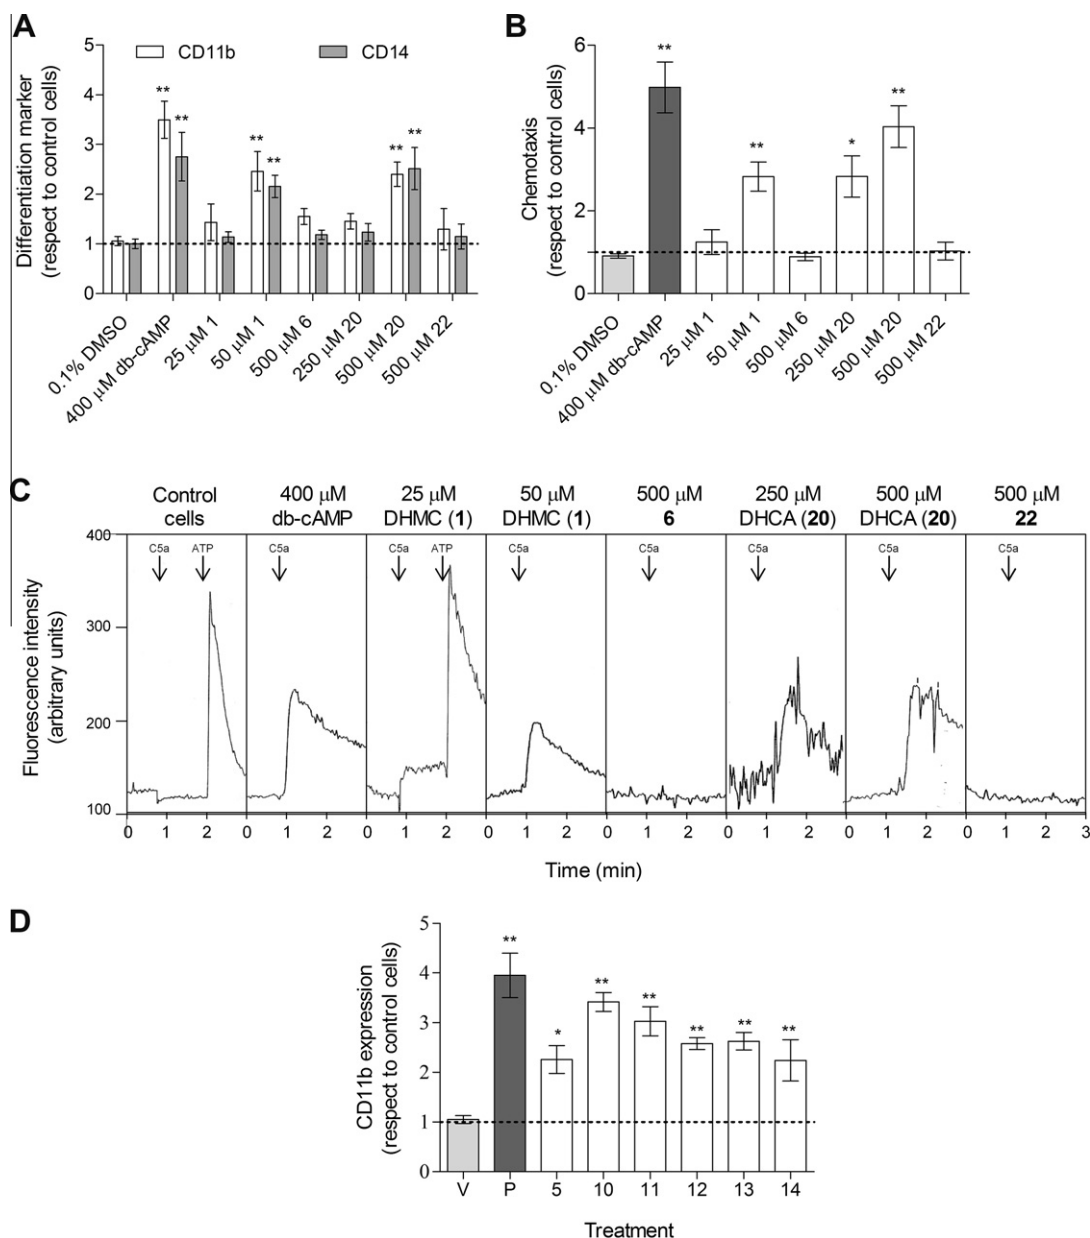 A
Differentiation marker
(respect to control cells)
5
4
3
2
1
0
CD11b
CD14
** ** ** ** ** **
0.1% DMSO
400 μM db-cAMP
25 μM 1
50 μM 1
500 μM 6
250 μM 20
500 μM 20
500 μM 22
B
Chemotaxis
(respect to control cells)
6
4
2
0
** ** * **
0.1% DMSO
400 μM db-cAMP
25 μM 1
50 μM 1
500 μM 6
250 μM 20
500 μM 20
500 μM 22
C
Control
cells
400 μM
db-cAMP
25 μM
DHMC (1)
50 μM
DHMC (1)
500 μM
6
250 μM
DHCA (20)
500 μM
DHCA (20)
500 μM
22
Fluorescence intensity
(arbitrary units)
400
300
200
100
C5a ATP C5a C5a ATP C5a C5a C5a C5a C5a
0 1 2 0 1 2 0 1 2 0 1 2 0 1 2 0 1 2 0 1 2 0 1 2 3
Time (min)
D
CD11b expression
(respect to control cells)
5
4
3
2
1
0
** * ** ** ** ** **
V P 5 10 11 12 13 14
Treatment